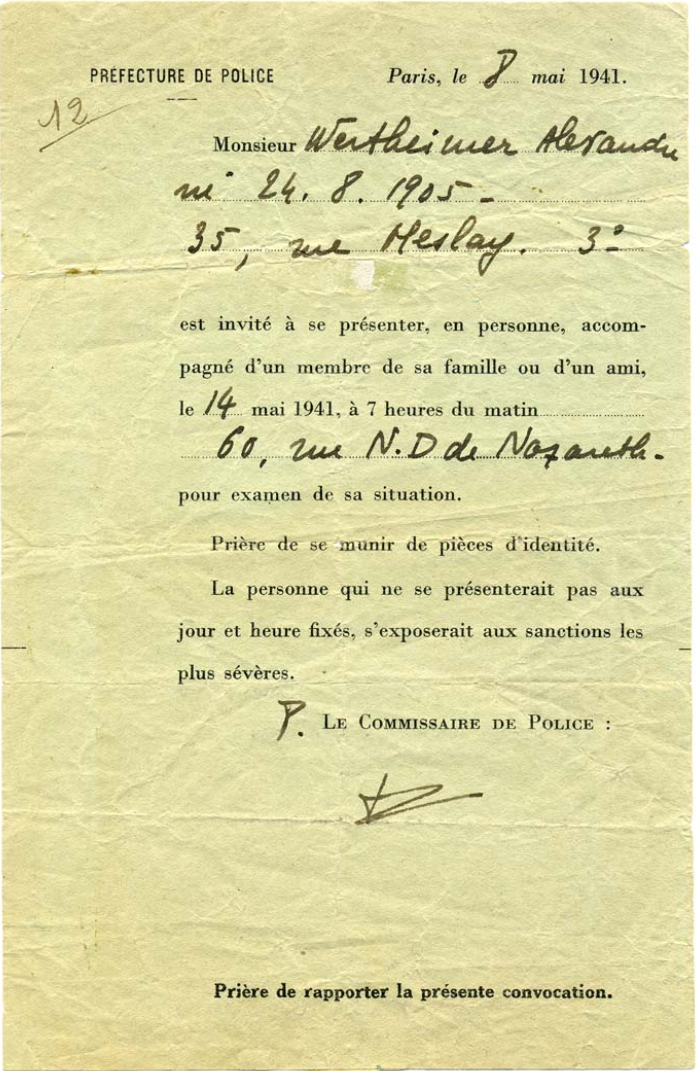 PRÉFECTURE DE POLICE
Paris, le 8 mai 1941.
12
Monsieur Wertheimer Alexandre
né 24. 8. 1905 -
35, rue Meslay. 3°
est invité à se présenter, en personne, accom-
pagné d'un membre de sa famille ou d'un ami,
le 14 mai 1941, à 7 heures du matin
60, rue N.D de Nazareth-
pour examen de sa situation.
Prière de se munir de pièces d'identité.
La personne qui ne se présenterait pas aux
jour et heure fixés, s'exposerait aux sanctions les
plus sévères.
P. LE COMMISSAIRE DE POLICE :
Prière de rapporter la présente convocation.